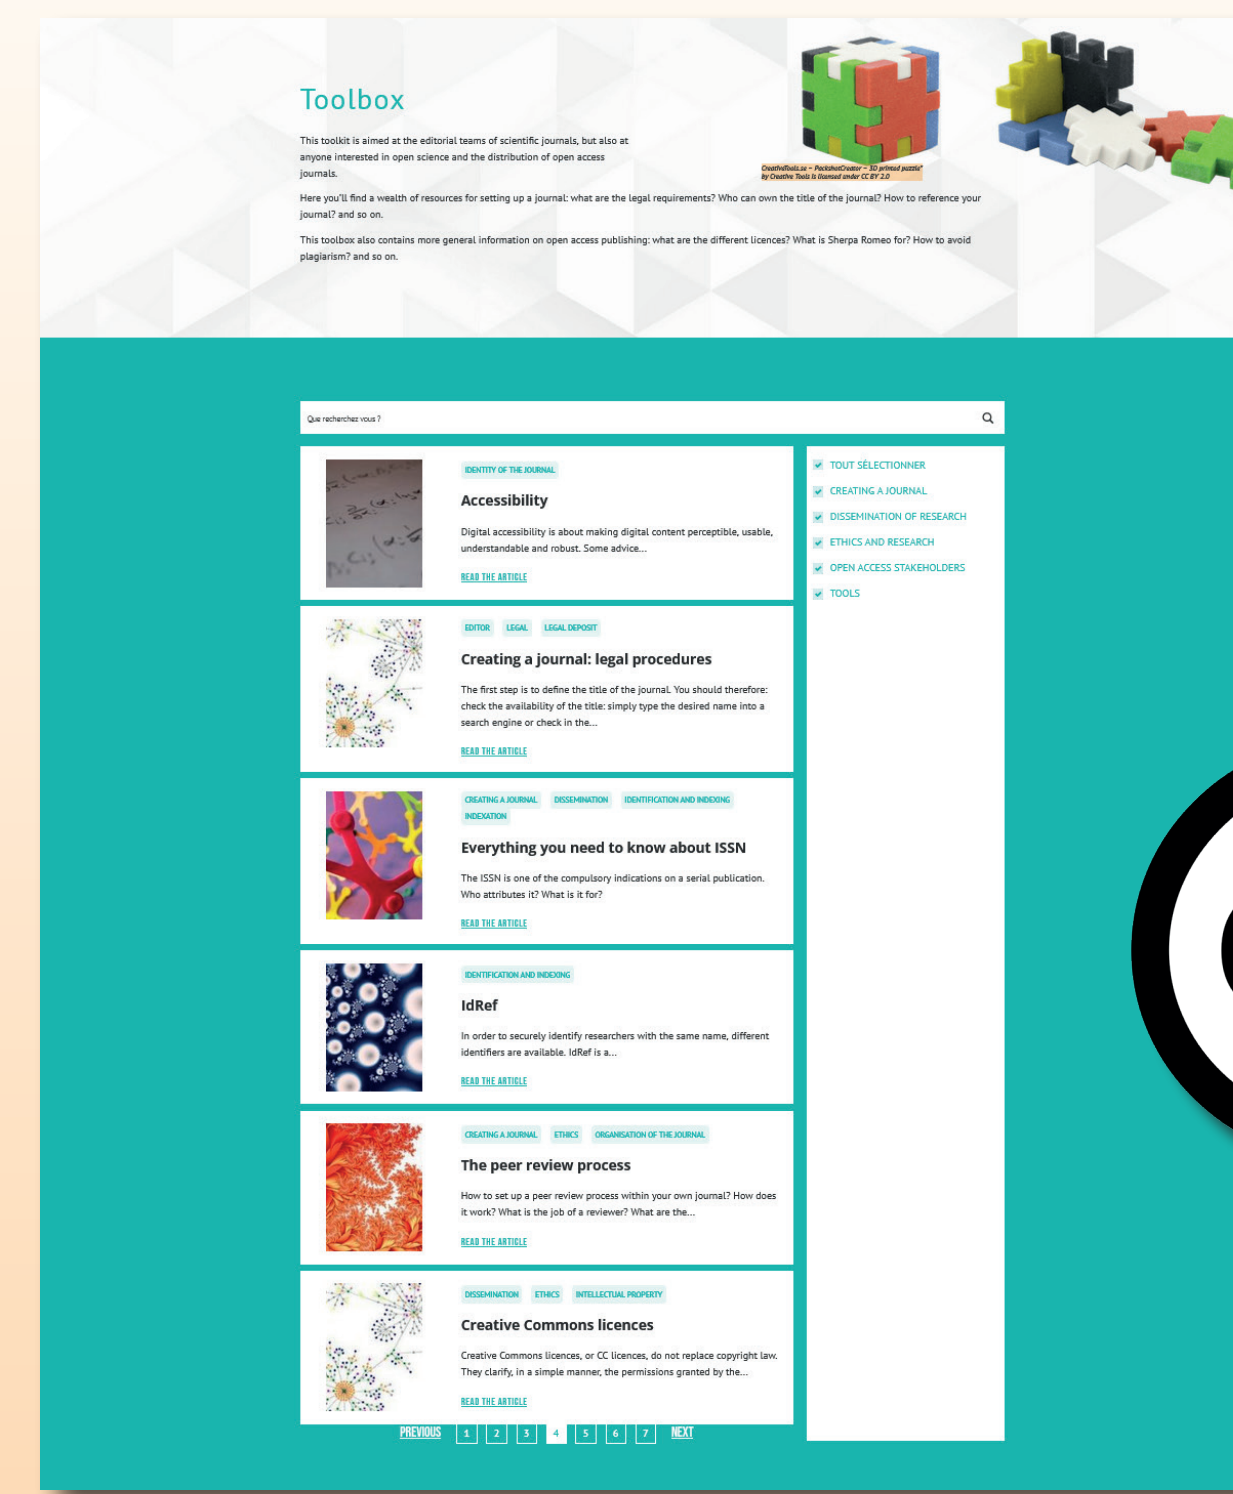 Toolbox
This toolkit is aimed at the editorial teams of scientific journals, but also at
anyone interested in open science and the distribution of open access
journals.
CreativeTools.se - PackshotCreator - 3D printed puzzle"
by Creative Tools is licensed under CC BY 2.0
Here you'll find a wealth of resources for setting up a journal: what are the legal requirements? Who can own the title of the journal? How to reference your
journal? and so on.
This toolbox also contains more general information on open access publishing: what are the different licences? What is Sherpa Romeo for? How to avoid
plagiarism? and so on.
Que recherchez vous ?
IDENTITY OF THE JOURNAL
Accessibility
Digital accessibility is about making digital content perceptible, usable,
understandable and robust. Some advice...
READ THE ARTICLE
EDITOR LEGAL LEGAL DEPOSIT
Creating a journal: legal procedures
The first step is to define the title of the journal. You should therefore:
check the availability of the title: simply type the desired name into a
search engine or check in the...
READ THE ARTICLE
CREATING A JOURNAL DISSEMINATION IDENTIFICATION AND INDEXING
INDEXATION
Everything you need to know about ISSN
The ISSN is one of the compulsory indications on a serial publication.
Who attributes it? What is it for?
READ THE ARTICLE
IDENTIFICATION AND INDEXING
IdRef
In order to securely identify researchers with the same name, different
identifiers are available. IdRef is a...
READ THE ARTICLE
CREATING A JOURNAL ETHICS ORGANISATION OF THE JOURNAL
The peer review process
How to set up a peer review process within your own journal? How does
it work? What is the job of a reviewer? What are the...
READ THE ARTICLE
DISSEMINATION ETHICS INTELLECTUAL PROPERTY
Creative Commons licences
Creative Commons licences, or CC licences, do not replace copyright law.
They clarify, in a simple manner, the permissions granted by the...
READ THE ARTICLE
PREVIOUS 1 2 3 4 5 6 7 NEXT
TOUT SÉLECTIONNER
CREATING A JOURNAL
DISSEMINATION OF RESEARCH
ETHICS AND RESEARCH
OPEN ACCESS STAKEHOLDERS
TOOLS